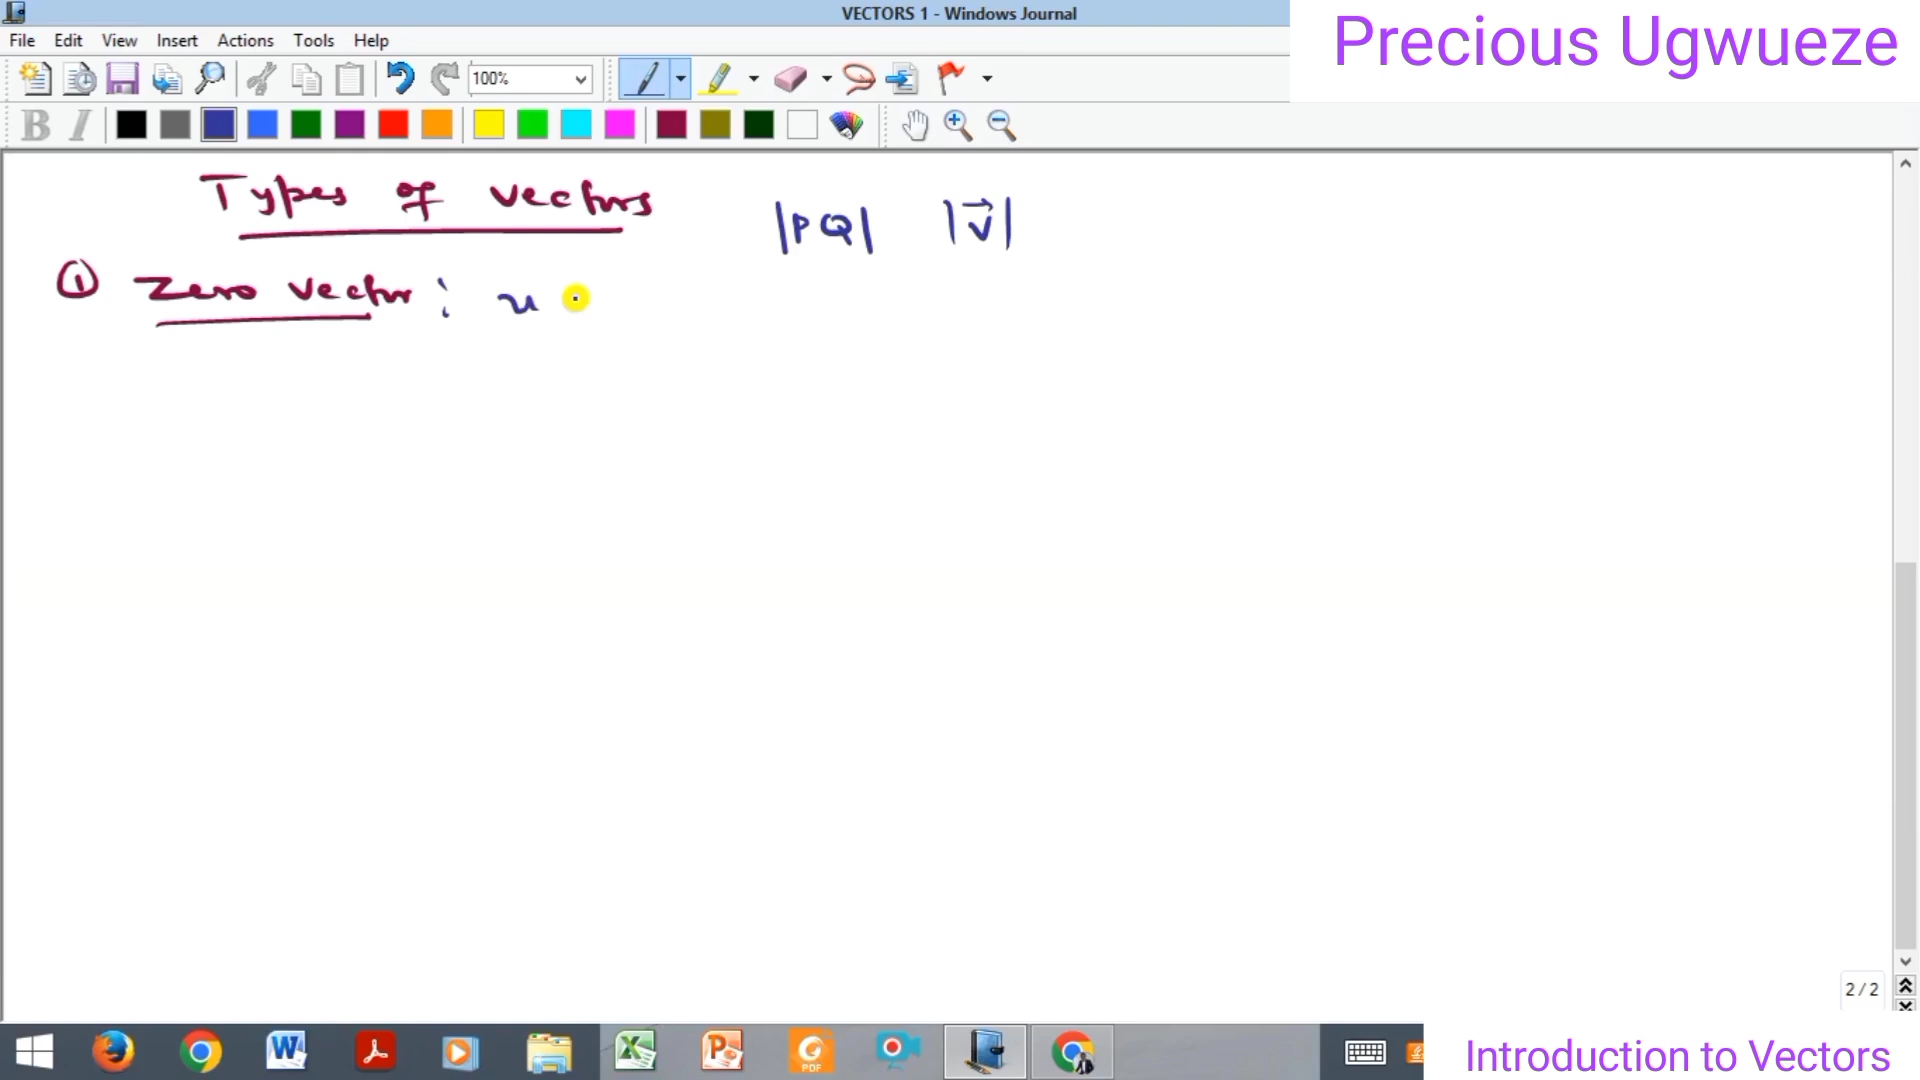 VECTORS 1 - Windows Journal
Precious Ugwueze
File Edit View Insert Actions Tools Help
100%
B I
Types of vectors
|PQ| |v⃗|
① Zero vector :
2 / 2
Introduction to Vectors